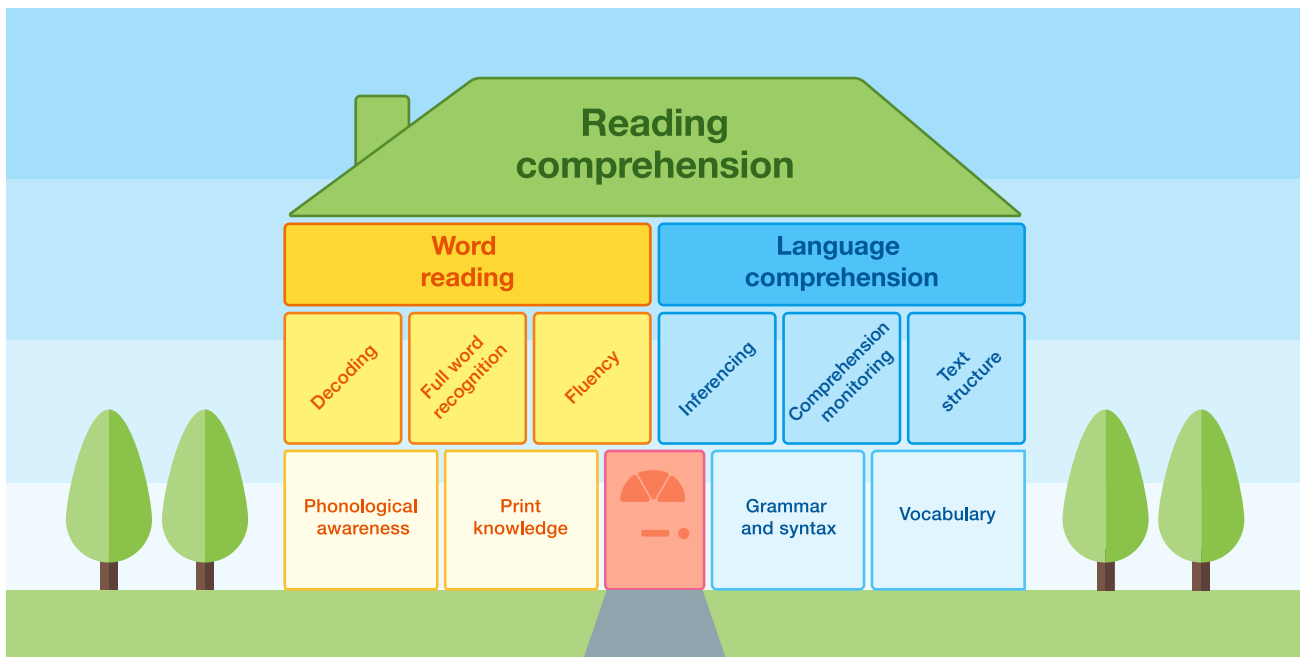 Reading
comprehension
Word
reading
Language
comprehension
Decoding
Full word
recognition
Fluency
Inferencing
Comprehension
monitoring
Text
structure
Phonological
awareness
Print
knowledge
Grammar
and syntax
Vocabulary